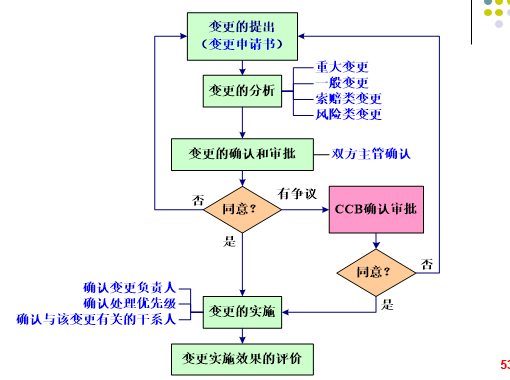 变更的提出
（变更申请书）
变更的分析
重大变更
一般变更
索赔类变更
风险类变更
变更的确认和审批
双方主管确认
否
同意？
有争议
CCB确认审批
是
同意？
否
是
确认变更负责人
确认处理优先级
确认与该变更有关的干系人
变更的实施
变更实施效果的评价
53